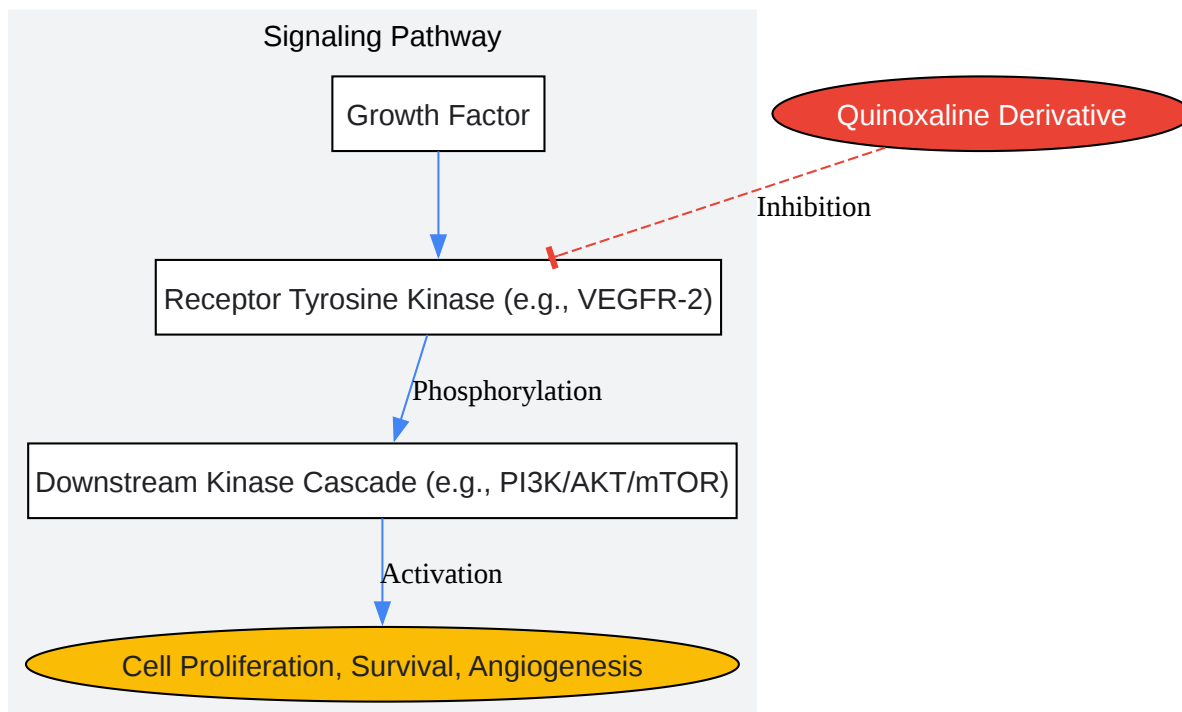 Signaling Pathway
Growth Factor
Quinoxaline Derivative
Inhibition
Receptor Tyrosine Kinase (e.g., VEGFR-2)
Phosphorylation
Downstream Kinase Cascade (e.g., PI3K/AKT/mTOR)
Activation
Cell Proliferation, Survival, Angiogenesis